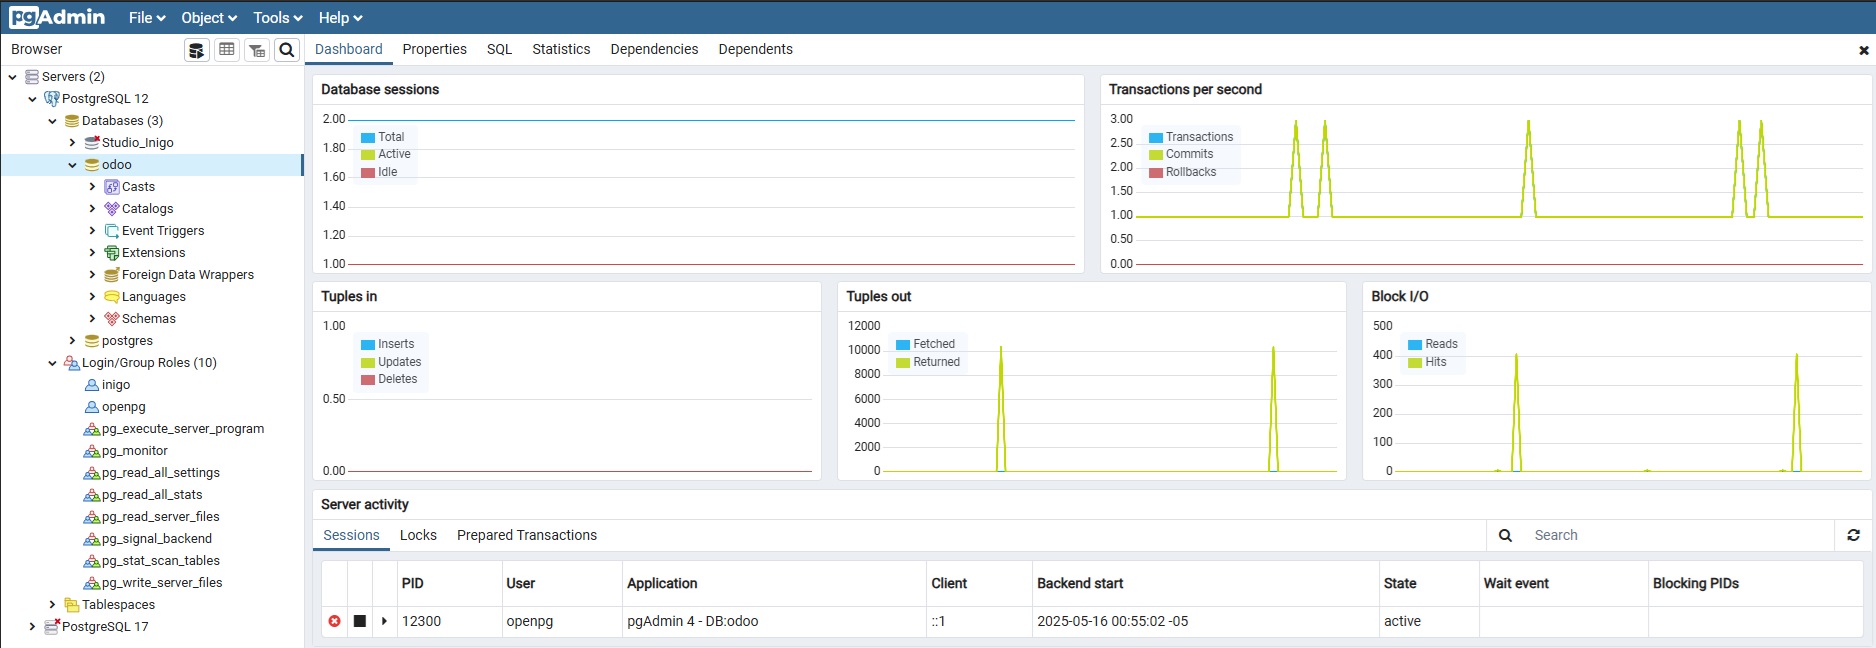 pgAdmin File Object Tools Help
Browser
Dashboard Properties SQL Statistics Dependencies Dependents
Servers (2)
PostgreSQL 12
Databases (3)
Studio_Inigo
odoo
Casts
Catalogs
Event Triggers
Extensions
Foreign Data Wrappers
Languages
Schemas
postgres
Login/Group Roles (10)
inigo
openpg
pg_execute_server_program
pg_monitor
pg_read_all_settings
pg_read_all_stats
pg_read_server_files
pg_signal_backend
pg_stat_scan_tables
pg_write_server_files
Tablespaces
PostgreSQL 17
Database sessions
2.00
1.80
1.60
1.40
1.20
1.00
Total
Active
Idle
Transactions per second
3.00
2.50
2.00
1.50
1.00
0.50
0.00
Transactions
Commits
Rollbacks
Tuples in
1.00
0.50
0.00
Inserts
Updates
Deletes
Tuples out
12000
10000
8000
6000
4000
2000
0
Fetched
Returned
Block I/O
500
400
300
200
100
0
Reads
Hits
Server activity
Sessions Locks Prepared Transactions Search
PID User Application Client Backend start State Wait event Blocking PIDs
12300 openpg pgAdmin 4 - DB:odoo ::1 2025-05-16 00:55:02 -05 active